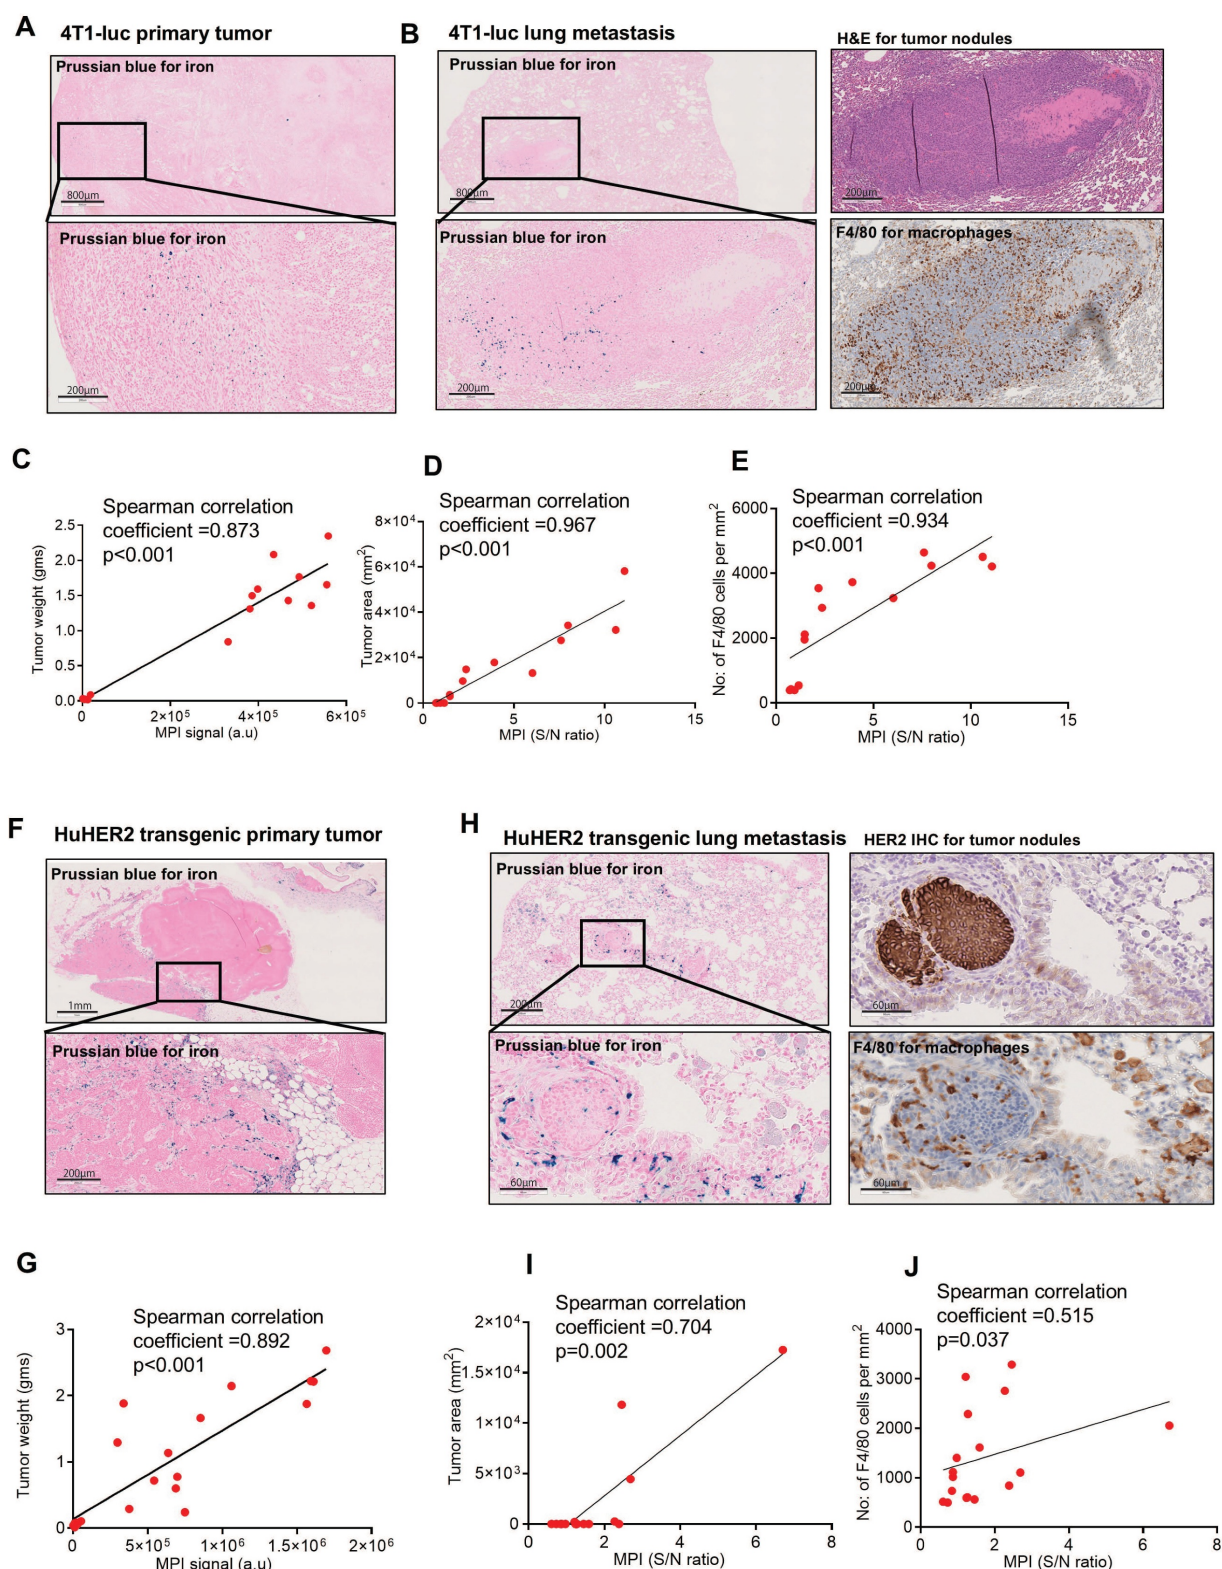 A
4T1-luc primary tumor
Prussian blue for iron
800µm
Prussian blue for iron
200µm
B
4T1-luc lung metastasis
Prussian blue for iron
800µm
Prussian blue for iron
200µm
H&E for tumor nodules
200µm
F4/80 for macrophages
200µm
C
Spearman correlation
coefficient =0.873
p<0.001
Tumor weight (gms)
2.5
2.0
1.5
1.0
0.5
0.0
0
2×10⁵
4×10⁵
6×10⁵
MPI signal (a.u)
D
Spearman correlation
coefficient =0.967
p<0.001
Tumor area (mm²)
8×10⁴
6×10⁴
4×10⁴
2×10⁴
0
0
5
10
15
MPI (S/N ratio)
E
Spearman correlation
coefficient =0.934
p<0.001
No: of F4/80 cells per mm²
6000
4000
2000
0
0
5
10
15
MPI (S/N ratio)
F
HuHER2 transgenic primary tumor
Prussian blue for iron
1mm
Prussian blue for iron
200µm
H
HuHER2 transgenic lung metastasis
Prussian blue for iron
200µm
Prussian blue for iron
60µm
HER2 IHC for tumor nodules
60µm
F4/80 for macrophages
60µm
G
Spearman correlation
coefficient =0.892
p<0.001
Tumor weight (gms)
3
2
1
0
0
5×10⁵
1×10⁶
1.5×10⁶
2×10⁶
MPI signal (a.u)
I
Spearman correlation
coefficient =0.704
p=0.002
Tumor area (mm²)
2×10⁴
1.5×10⁴
1×10⁴
5×10³
0
0
2
4
6
8
MPI (S/N ratio)
J
Spearman correlation
coefficient =0.515
p=0.037
No: of F4/80 cells per mm²
4000
3000
2000
1000
0
0
2
4
6
8
MPI (S/N ratio)